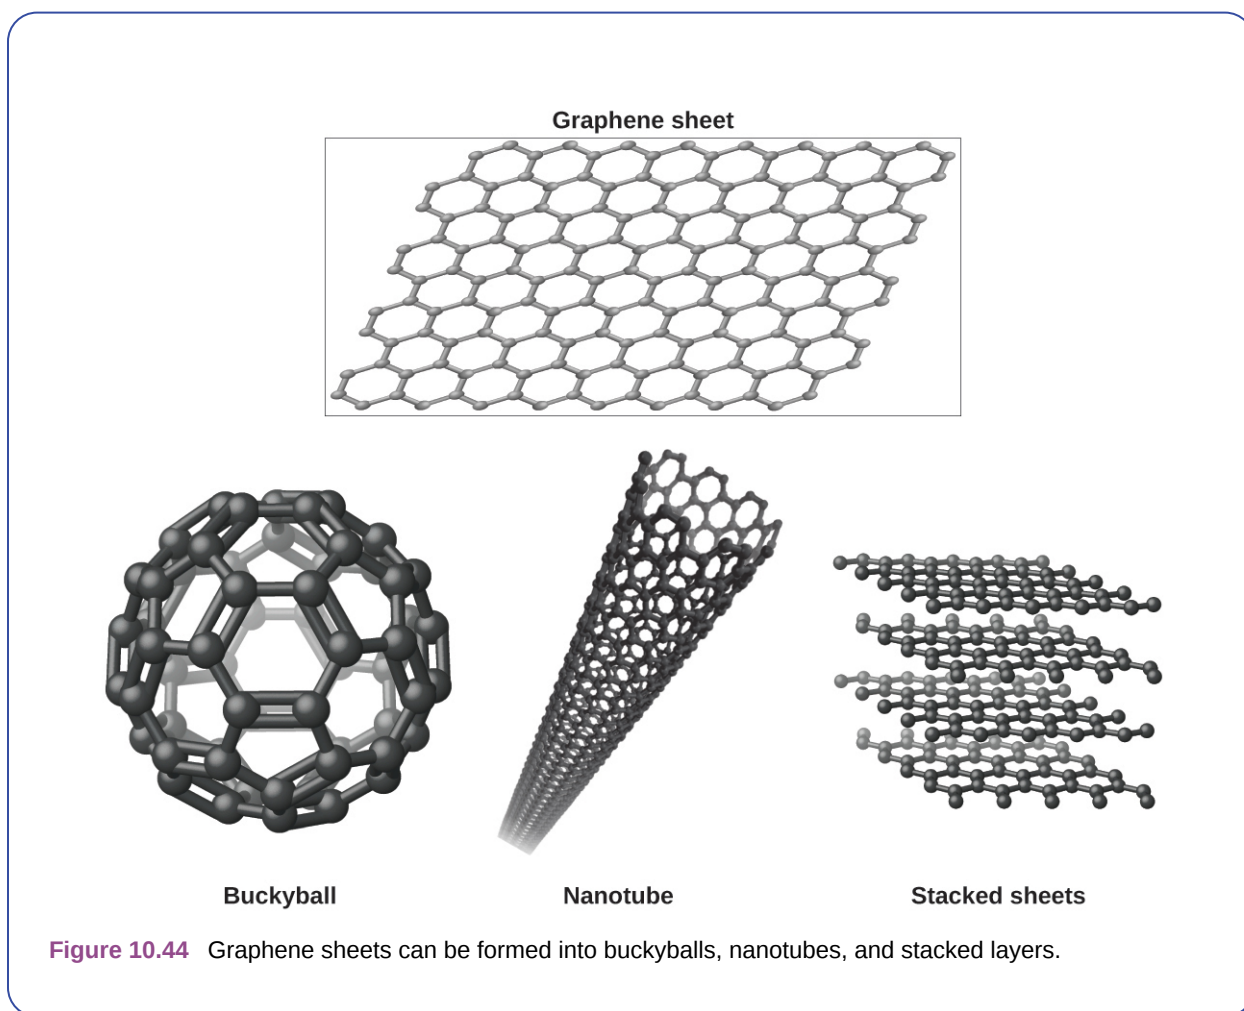 Graphene sheet
Buckyball
Nanotube
Stacked sheets
Figure 10.44 Graphene sheets can be formed into buckyballs, nanotubes, and stacked layers.